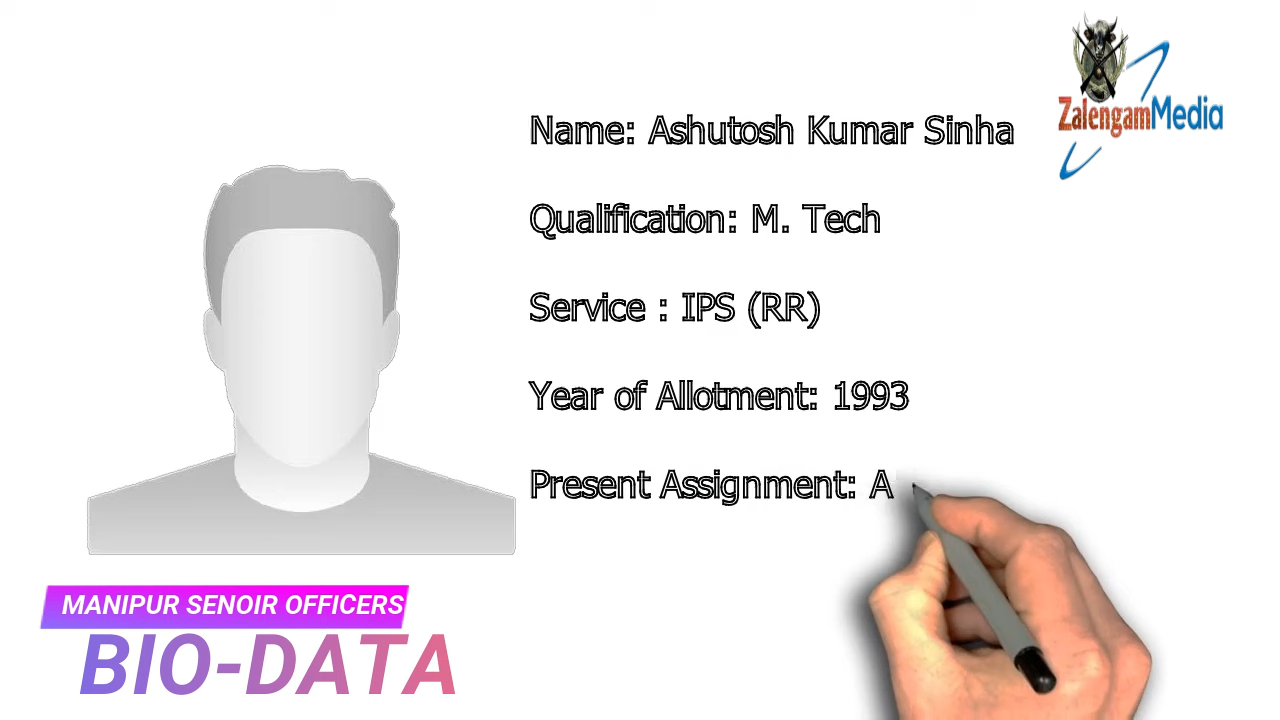 Name: Ashutosh Kumar Sinha
ZalengamMedia
Qualification: M. Tech
Service : IPS (RR)
Year of Allotment: 1993
Present Assignment: A
MANIPUR SENOIR OFFICERS
BIO-DATA